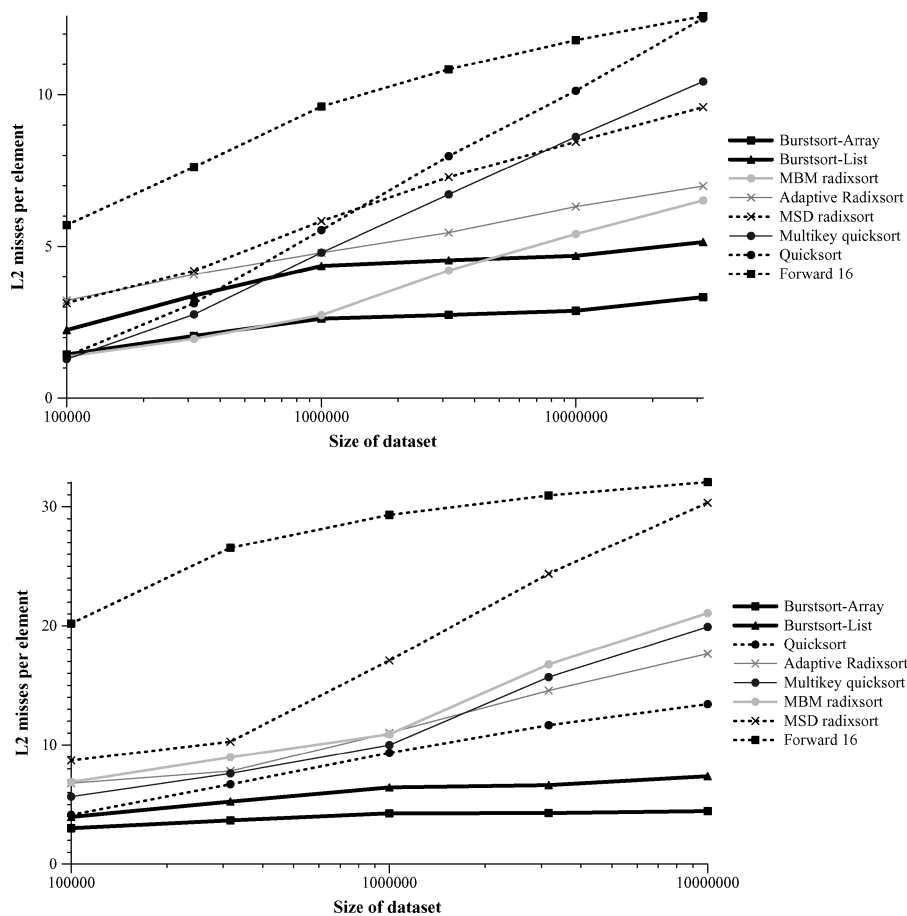 10
5
0
100000
1000000
10000000
L2 misses per element
Size of dataset
Burstsort-Array
Burstsort-List
MBM radixsort
Adaptive Radixsort
MSD radixsort
Multikey quicksort
Quicksort
Forward 16
30
20
10
0
100000
1000000
10000000
L2 misses per element
Size of dataset
Burstsort-Array
Burstsort-List
Quicksort
Adaptive Radixsort
Multikey quicksort
MBM radixsort
MSD radixsort
Forward 16